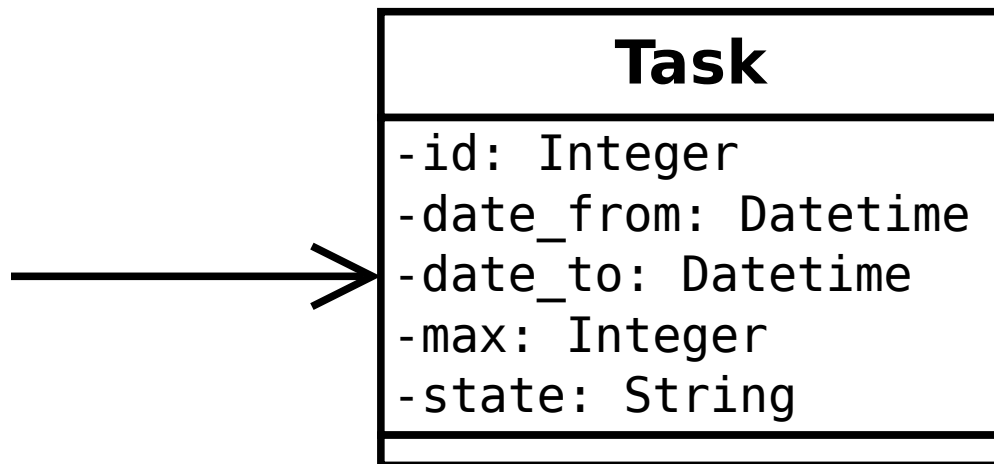 Task
-id: Integer
-date_from: Datetime
-date_to: Datetime
-max: Integer
-state: String